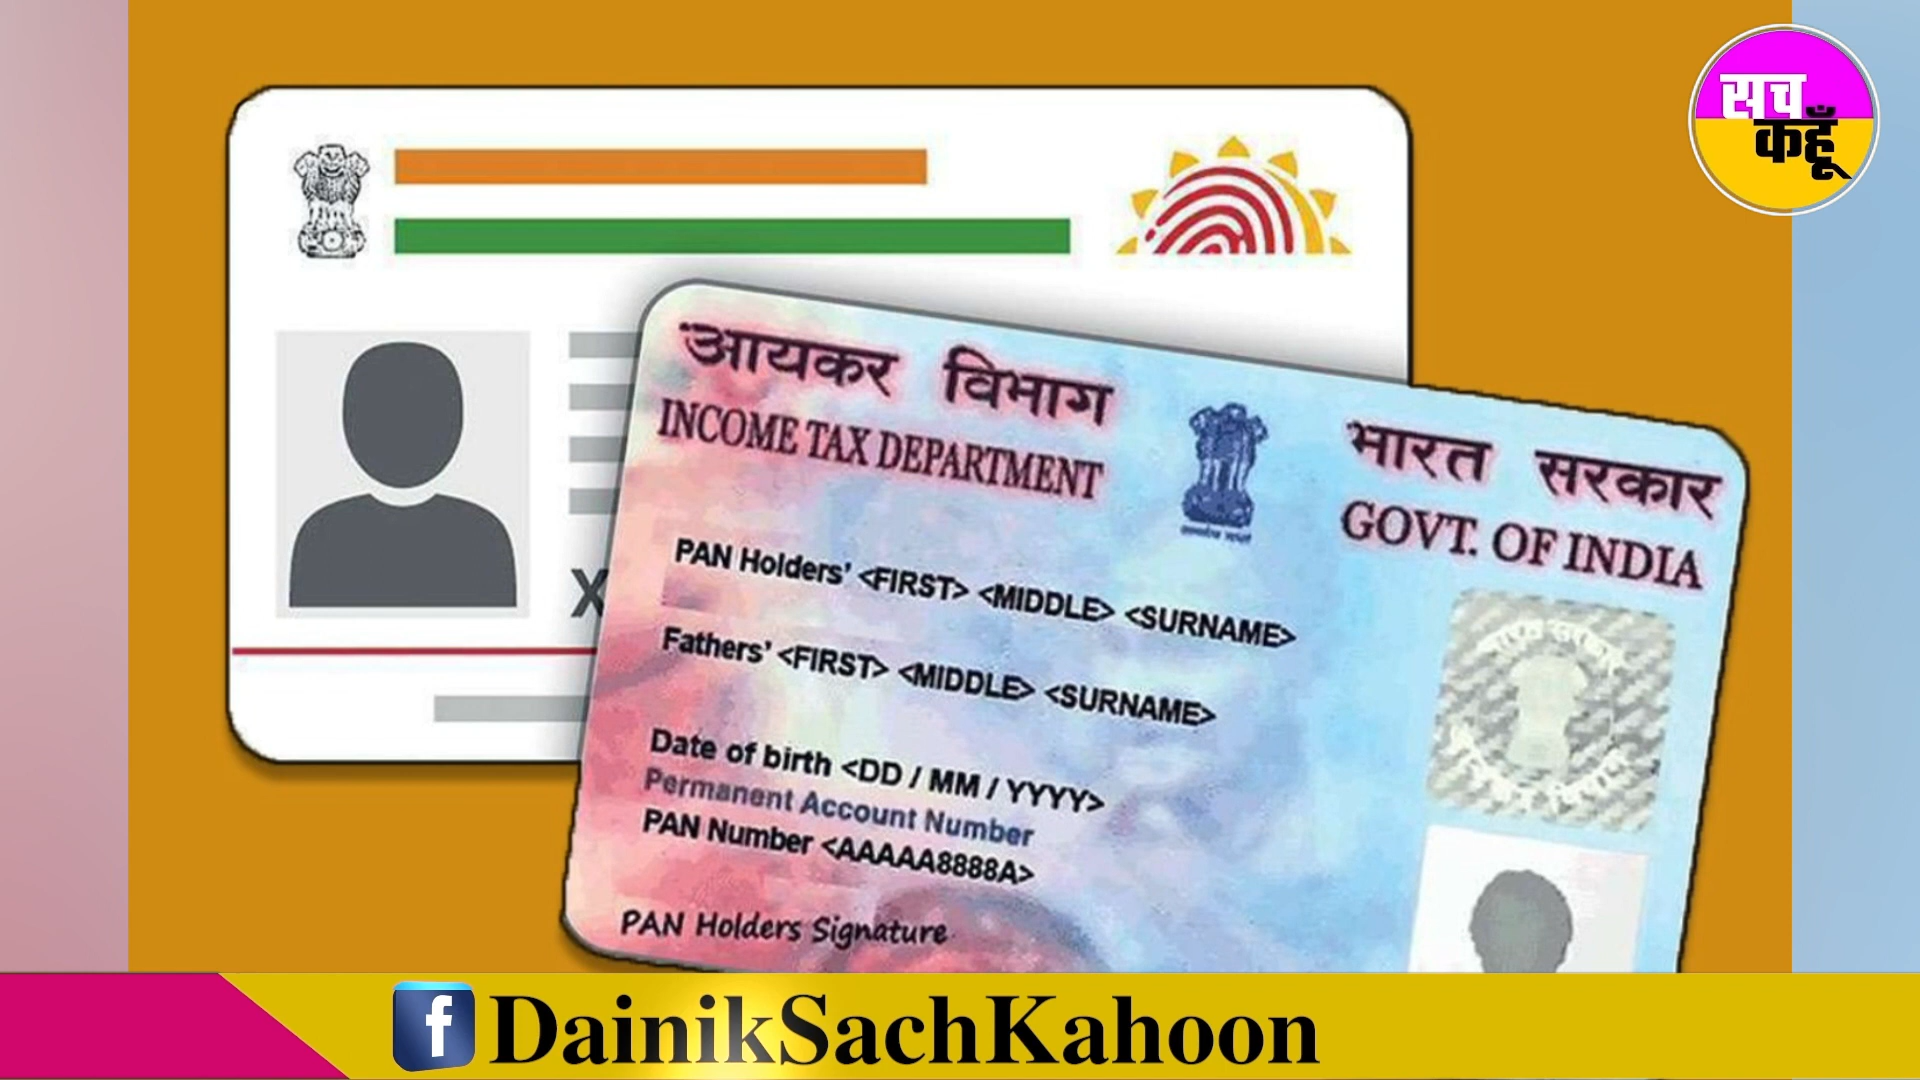 सच
कहूँ
आयकर विभाग
INCOME TAX DEPARTMENT
भारत सरकार
GOVT. OF INDIA
PAN Holders' <FIRST> <MIDDLE> <SURNAME>
Fathers' <FIRST> <MIDDLE> <SURNAME>
Date of birth <DD / MM / YYYY>
Permanent Account Number
PAN Number <AAAAA8888A>
PAN Holders Signature
X
f DainikSachKahoon